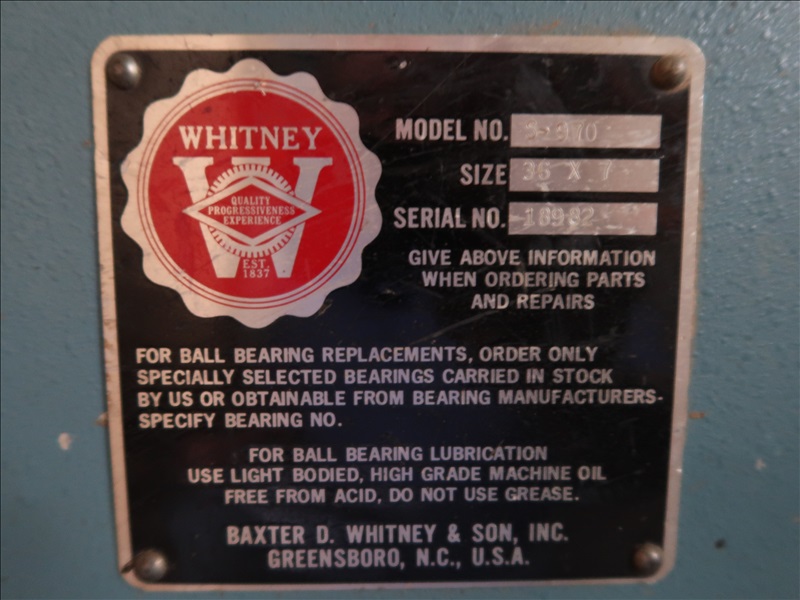 WHITNEY
QUALITY
PROGRESSIVENESS
EXPERIENCE
EST.
1837
MODEL NO.
SIZE 36 X 7
SERIAL NO. 18982
GIVE ABOVE INFORMATION
WHEN ORDERING PARTS
AND REPAIRS
FOR BALL BEARING REPLACEMENTS, ORDER ONLY
SPECIALLY SELECTED BEARINGS CARRIED IN STOCK
BY US OR OBTAINABLE FROM BEARING MANUFACTURERS-
SPECIFY BEARING NO.
FOR BALL BEARING LUBRICATION
USE LIGHT BODIED, HIGH GRADE MACHINE OIL
FREE FROM ACID, DO NOT USE GREASE.
BAXTER D. WHITNEY & SON, INC.
GREENSBORO, N.C., U.S.A.